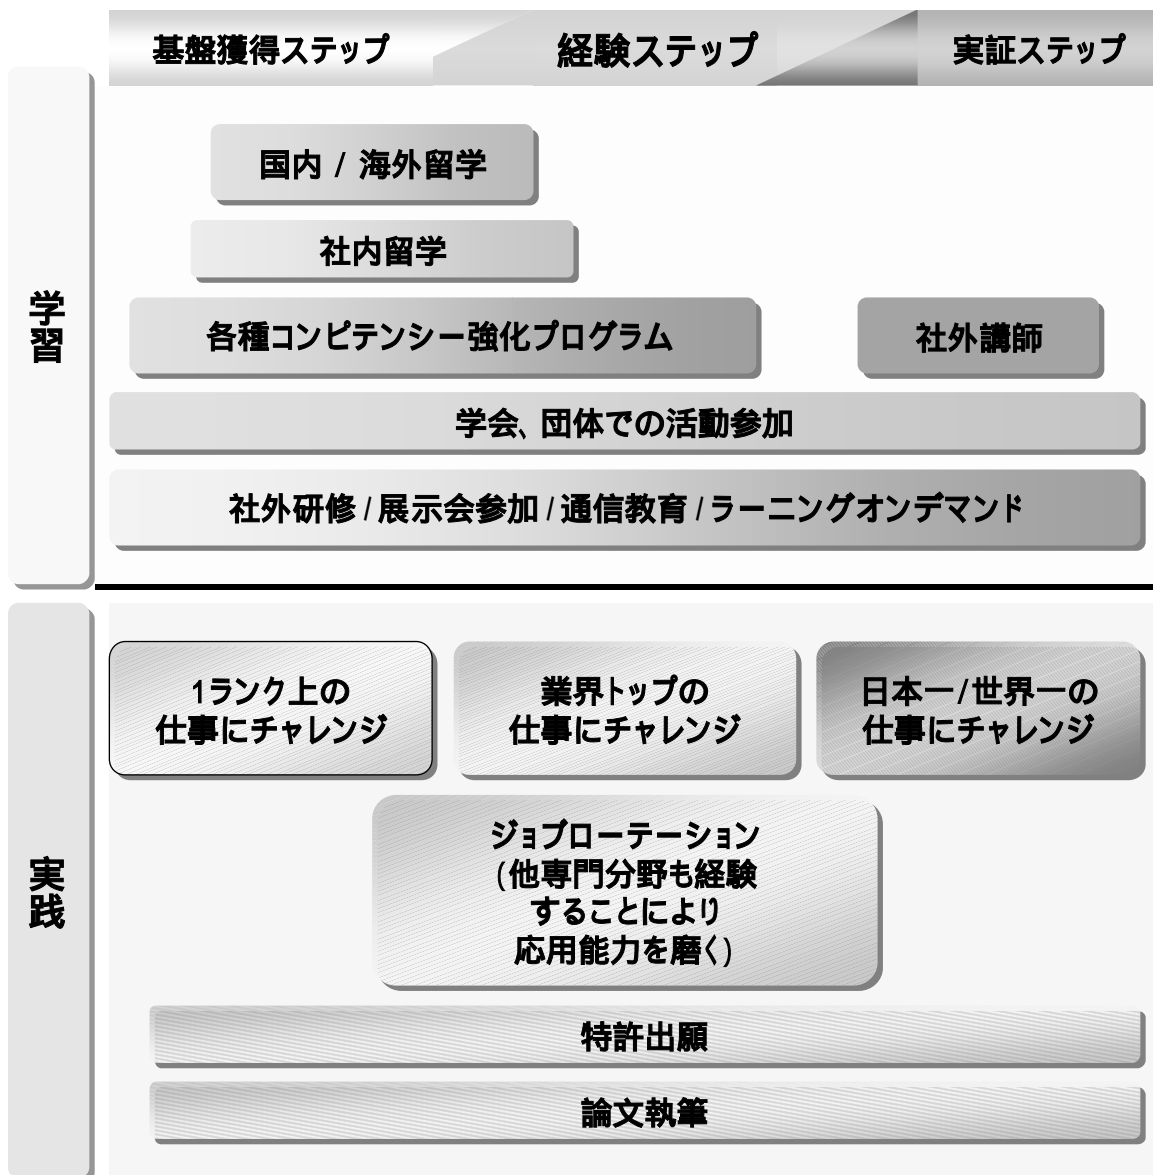 基盤獲得ステップ
経験ステップ
実証ステップ
学習
国内 / 海外留学
社内留学
各種コンピテンシー強化プログラム
社外講師
学会、団体での活動参加
社外研修 / 展示会参加 / 通信教育 / ラーニングオンデマンド
実践
1ランク上の
仕事にチャレンジ
業界トップの
仕事にチャレンジ
日本一/世界一の
仕事にチャレンジ
ジョブローテーション
(他専門分野も経験
することにより
応用能力を磨く)
特許出願
論文執筆